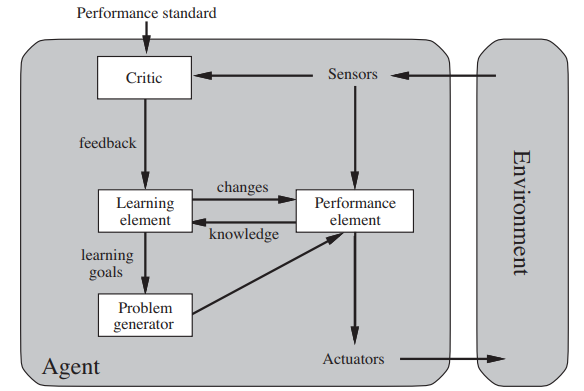 Performance standard
Critic
Sensors
feedback
Learning
element
changes
knowledge
Performance
element
learning
goals
Problem
generator
Actuators
Agent
Environment